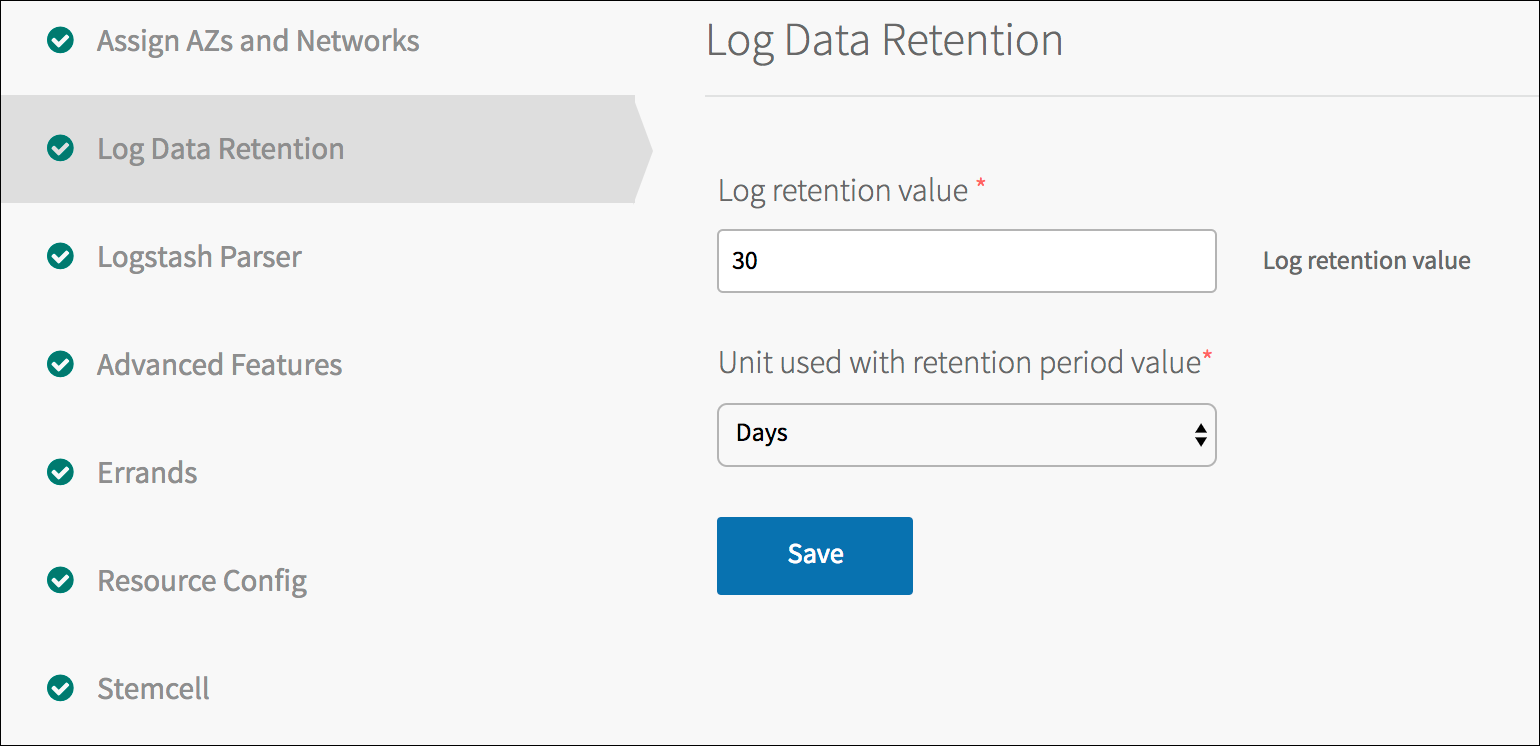 Assign AZs and Networks
Log Data Retention
Logstash Parser
Advanced Features
Errands
Resource Config
Stemcell
Log Data Retention
Log retention value *
30
Log retention value
Unit used with retention period value*
Days
Save